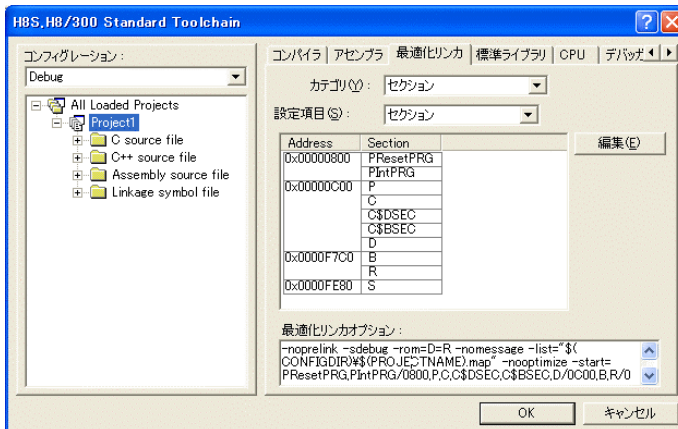 H8S,H8/300 Standard Toolchain
コンフィグレーション：
Debug
All Loaded Projects
Project1
C source file
C++ source file
Assembly source file
Linkage symbol file
コンパイラ アセンブラ 最適化リンカ 標準ライブラリ CPU デバッガ
カテゴリ(Y)： セクション
設定項目(S)： セクション
Address Section
0x00000800 PResetPRG
PIntPRG
0x00000C00 P
C
C$DSEC
C$BSEC
D
0x0000F7C0 B
R
0x0000FE80 S
編集(E)
最適化リンカオプション：
-noprelink -sdebug -rom=D=R -nomessage -list="$(
CONFIGDIR)¥$(PROJECTNAME).map" -nooptimize -start=
PResetPRG,PIntPRG/0800,P,C,C$DSEC,C$BSEC,D/0C00,B,R/0
OK キャンセル